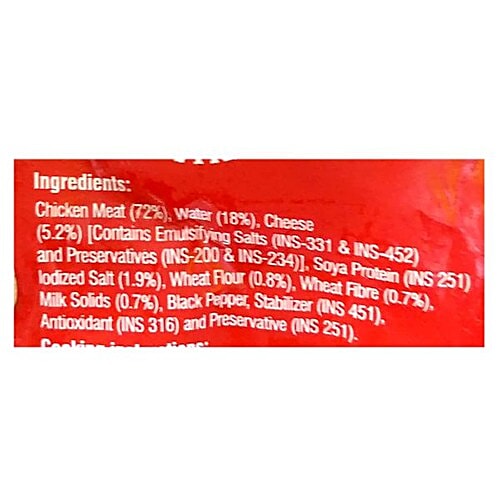 Ingredients:
Chicken Meat (72%), Water (18%), Cheese
(5.2%) [Contains Emulsifying Salts (INS-331 & INS-452)
and Preservatives (INS-200 & INS-234)], Soya Protein (INS 251)
Iodized Salt (1.9%), Wheat Flour (0.8%), Wheat Fibre (0.7%),
Milk Solids (0.7%), Black Pepper, Stabilizer (INS 451),
Antioxidant (INS 316) and Preservative (INS 251).
Cooking instructions: